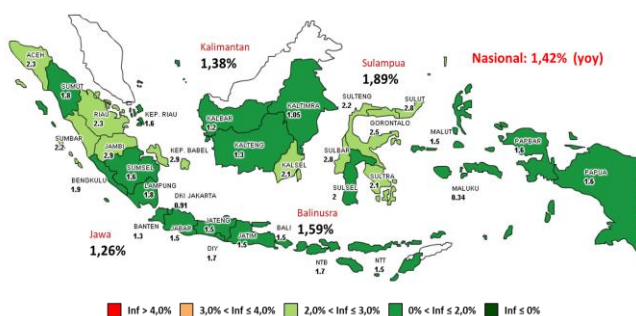 Kalimantan
1,38%
Sulampua
1,89%
Nasional: 1,42% (yoy)
ACEH
2.3
SUMUT
1.8
RIAU
2.3
KEP. RIAU
1.6
SUMBAR
2.2
JAMBI
2.9
KEP. BABEL
2.9
SUMSEL
1.6
BENGKULU
1.9
LAMPUNG
1.8
KALBAR
1.2
KALTENG
1.3
KALTIMRA
1.05
KALSEL
2.1
SULTENG
2.2
SULUT
2.8
GORONTALO
2.5
SULBAR
2.8
SULSEL
2
SULTRA
2.1
MALUT
1.5
MALUKU
0.34
PAPBAR
1.6
PAPUA
1.6
DKI JAKARTA
0.91
BANTEN
1.3
JABAR
1.5
JATENG
1.5
DIY
1.7
JATIM
1.5
BALI
1.5
NTB
1.7
NTT
1.5
Jawa
1,26%
Balinusra
1,59%
Inf > 4,0%
3,0% < Inf ≤ 4,0%
2,0% < Inf ≤ 3,0%
0% < Inf ≤ 2,0%
Inf ≤ 0%